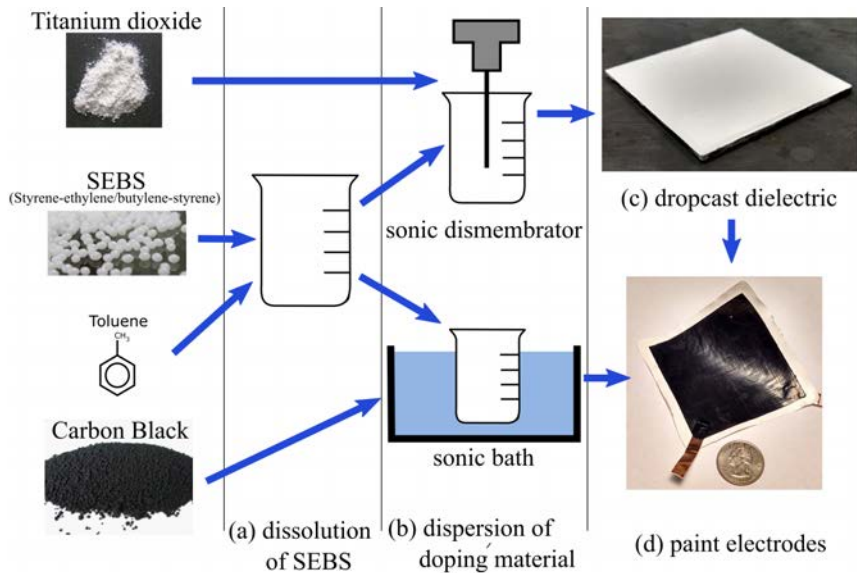 Titanium dioxide
SEBS
(Styrene-ethylene/butylene-styrene)
Toluene
CH3
Carbon Black
(a) dissolution
of SEBS
sonic dismembrator
sonic bath
(b) dispersion of
doping material
(c) dropcast dielectric
(d) paint electrodes